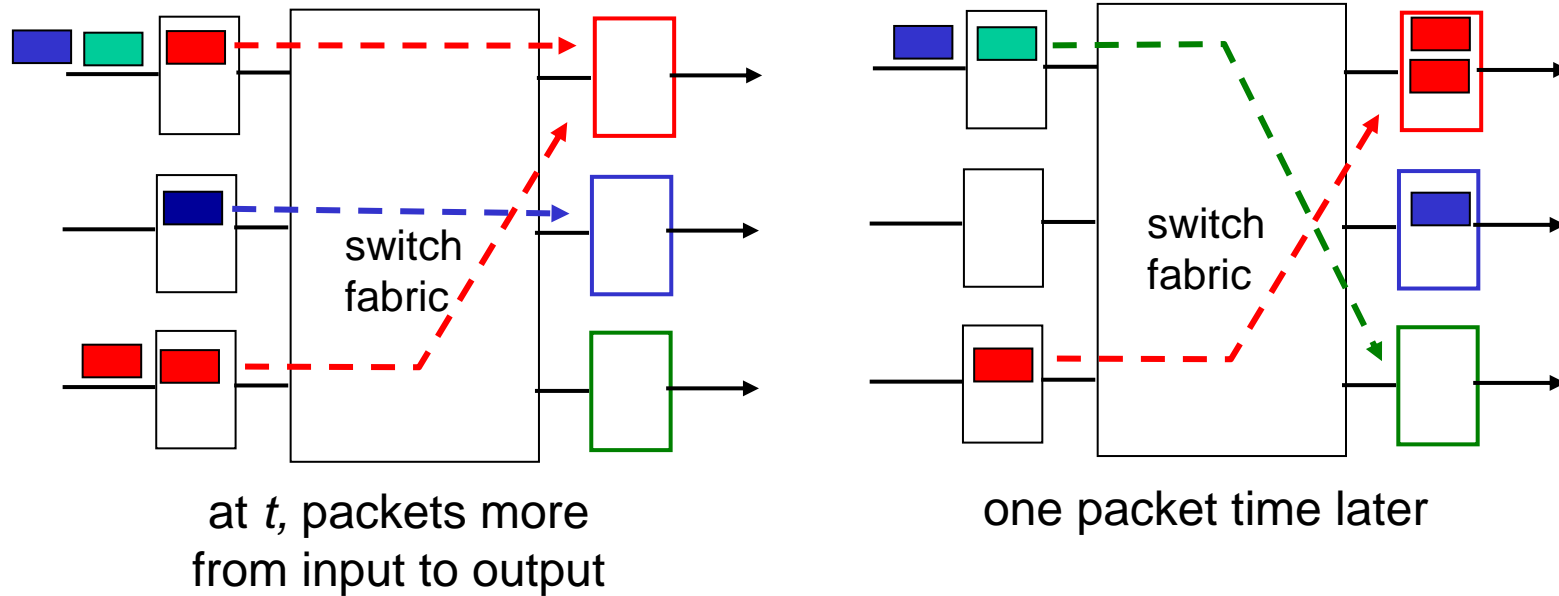 switch
fabric
at t, packets more
from input to output
switch
fabric
one packet time later